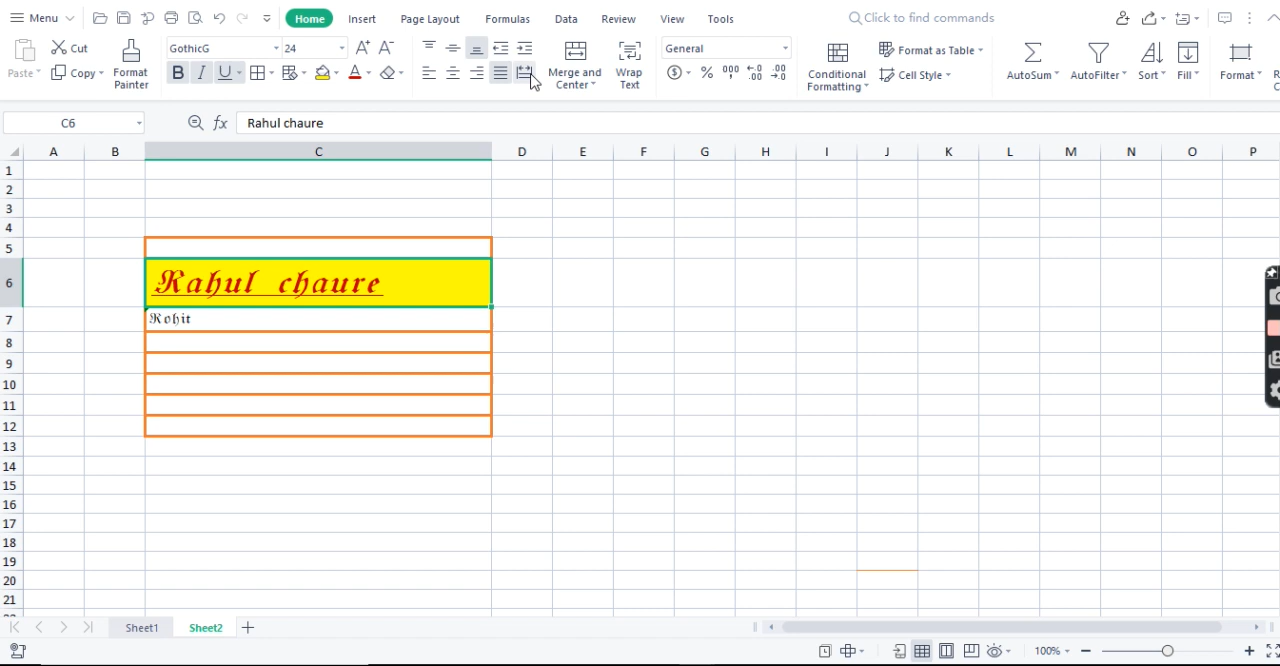 Menu Home Insert Page Layout Formulas Data Review View Tools Click to find commands
Cut GothicG 24 A+ A- General Format as Table
Paste Copy Format Painter B I U A Merge and Center Wrap Text % 000 Conditional Formatting Cell Style AutoSum AutoFilter Sort Fill Format
C6 fx Rahul chaure
A B C D E F G H I J K L M N O P
1
2
3
4
5
6 Rahul chaure
7 Rohit
8
9
10
11
12
13
14
15
16
17
18
19
20
21
Sheet1 Sheet2 +
100% - +